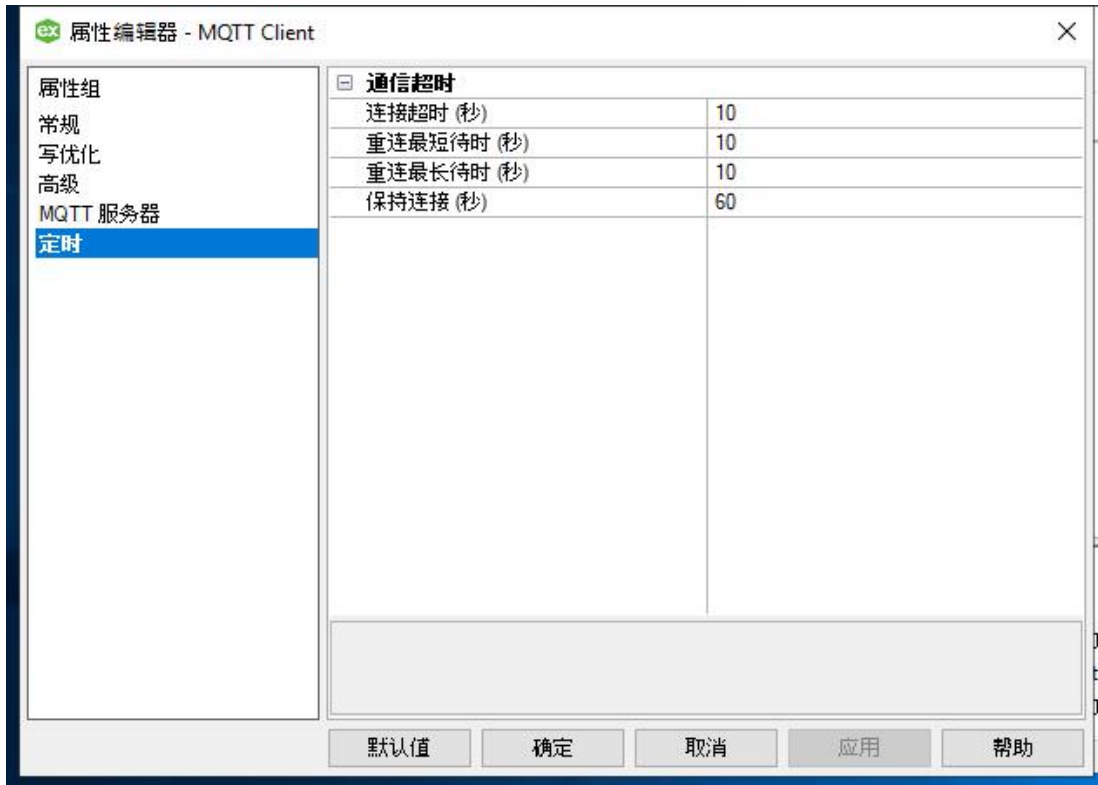 属性编辑器 - MQTT Client
属性组
常规
写优化
高级
MQTT 服务器
定时
通信超时
连接超时 (秒) 10
重连最短待时 (秒) 10
重连最长待时 (秒) 10
保持连接 (秒) 60
默认值 确定 取消 应用 帮助